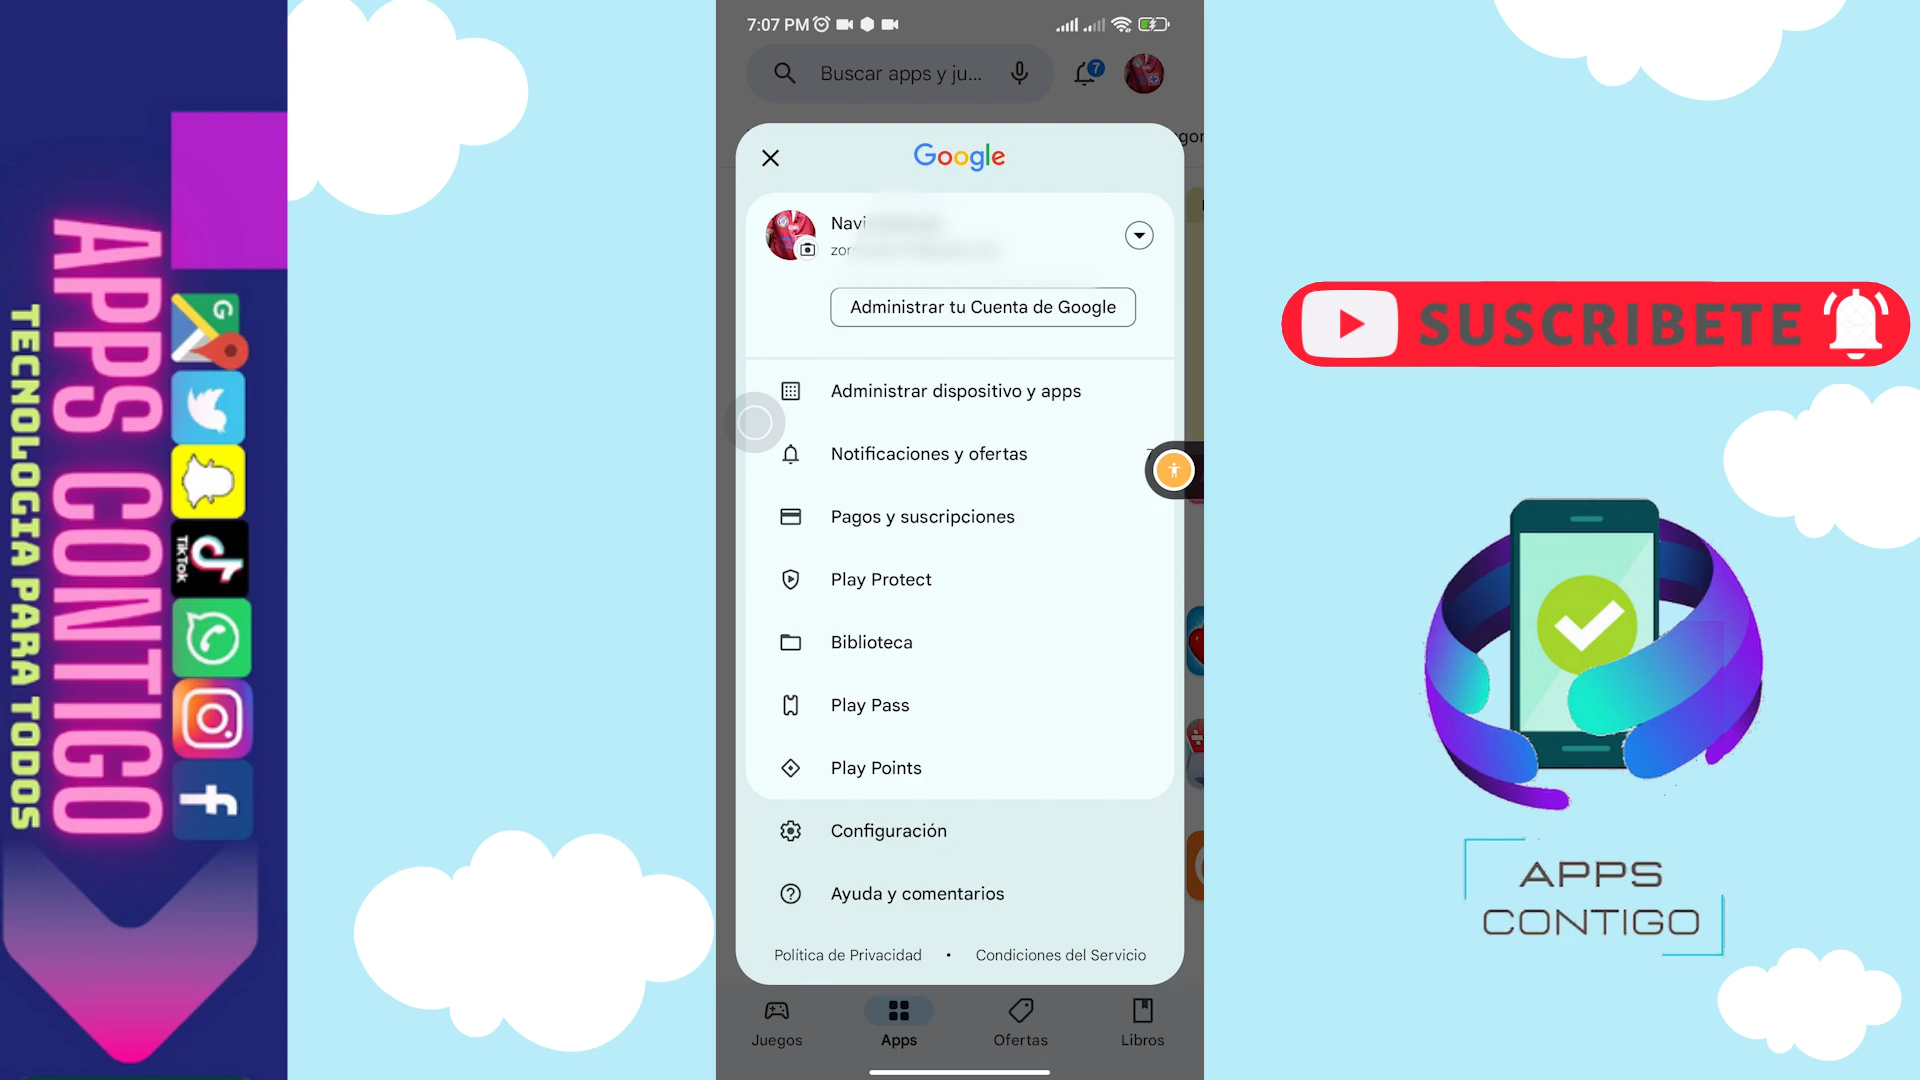 APPS CONTIGO
TECNOLOGIA PARA TODOS
G
TikTok
7:07 PM
Buscar apps y ju...
7
gor
Google
Navi
zor
Administrar tu Cuenta de Google
Administrar dispositivo y apps
Notificaciones y ofertas
Pagos y suscripciones
Play Protect
Biblioteca
Play Pass
Play Points
Configuración
Ayuda y comentarios
Política de Privacidad • Condiciones del Servicio
Juegos
Apps
Ofertas
Libros
SUSCRIBETE
APPS
CONTIGO